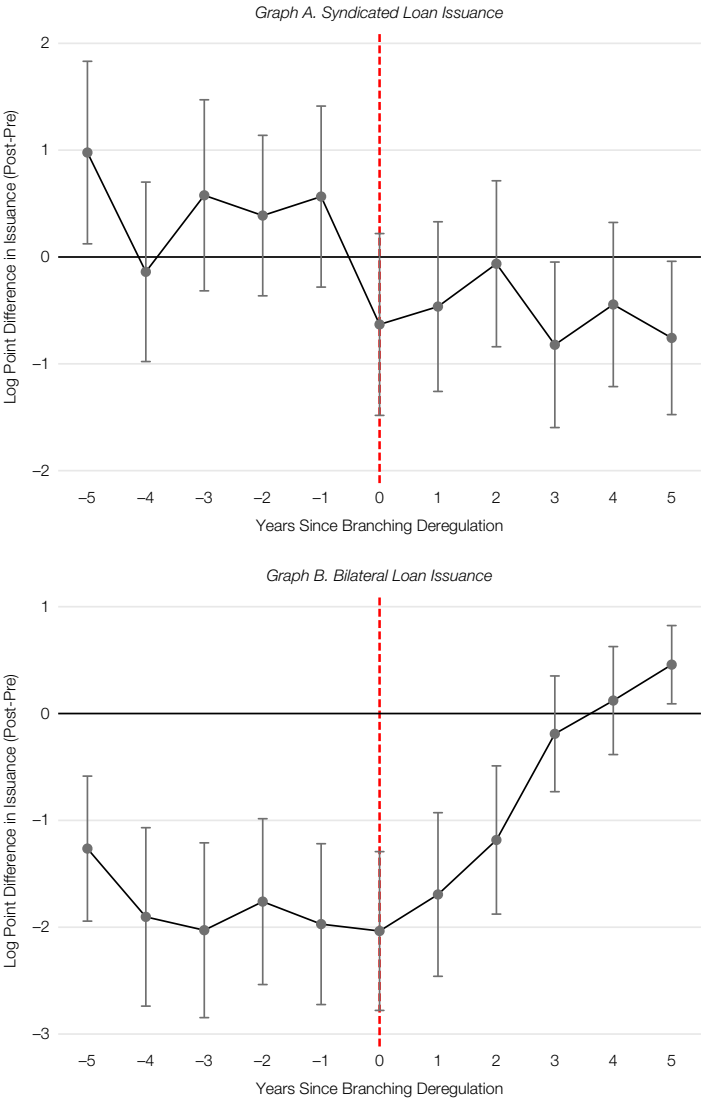 Graph A. Syndicated Loan Issuance
Log Point Difference in Issuance (Post-Pre)
2
1
0
–1
–2
–5 –4 –3 –2 –1 0 1 2 3 4 5
Years Since Branching Deregulation
Graph B. Bilateral Loan Issuance
Log Point Difference in Issuance (Post-Pre)
1
0
–1
–2
–3
–5 –4 –3 –2 –1 0 1 2 3 4 5
Years Since Branching Deregulation